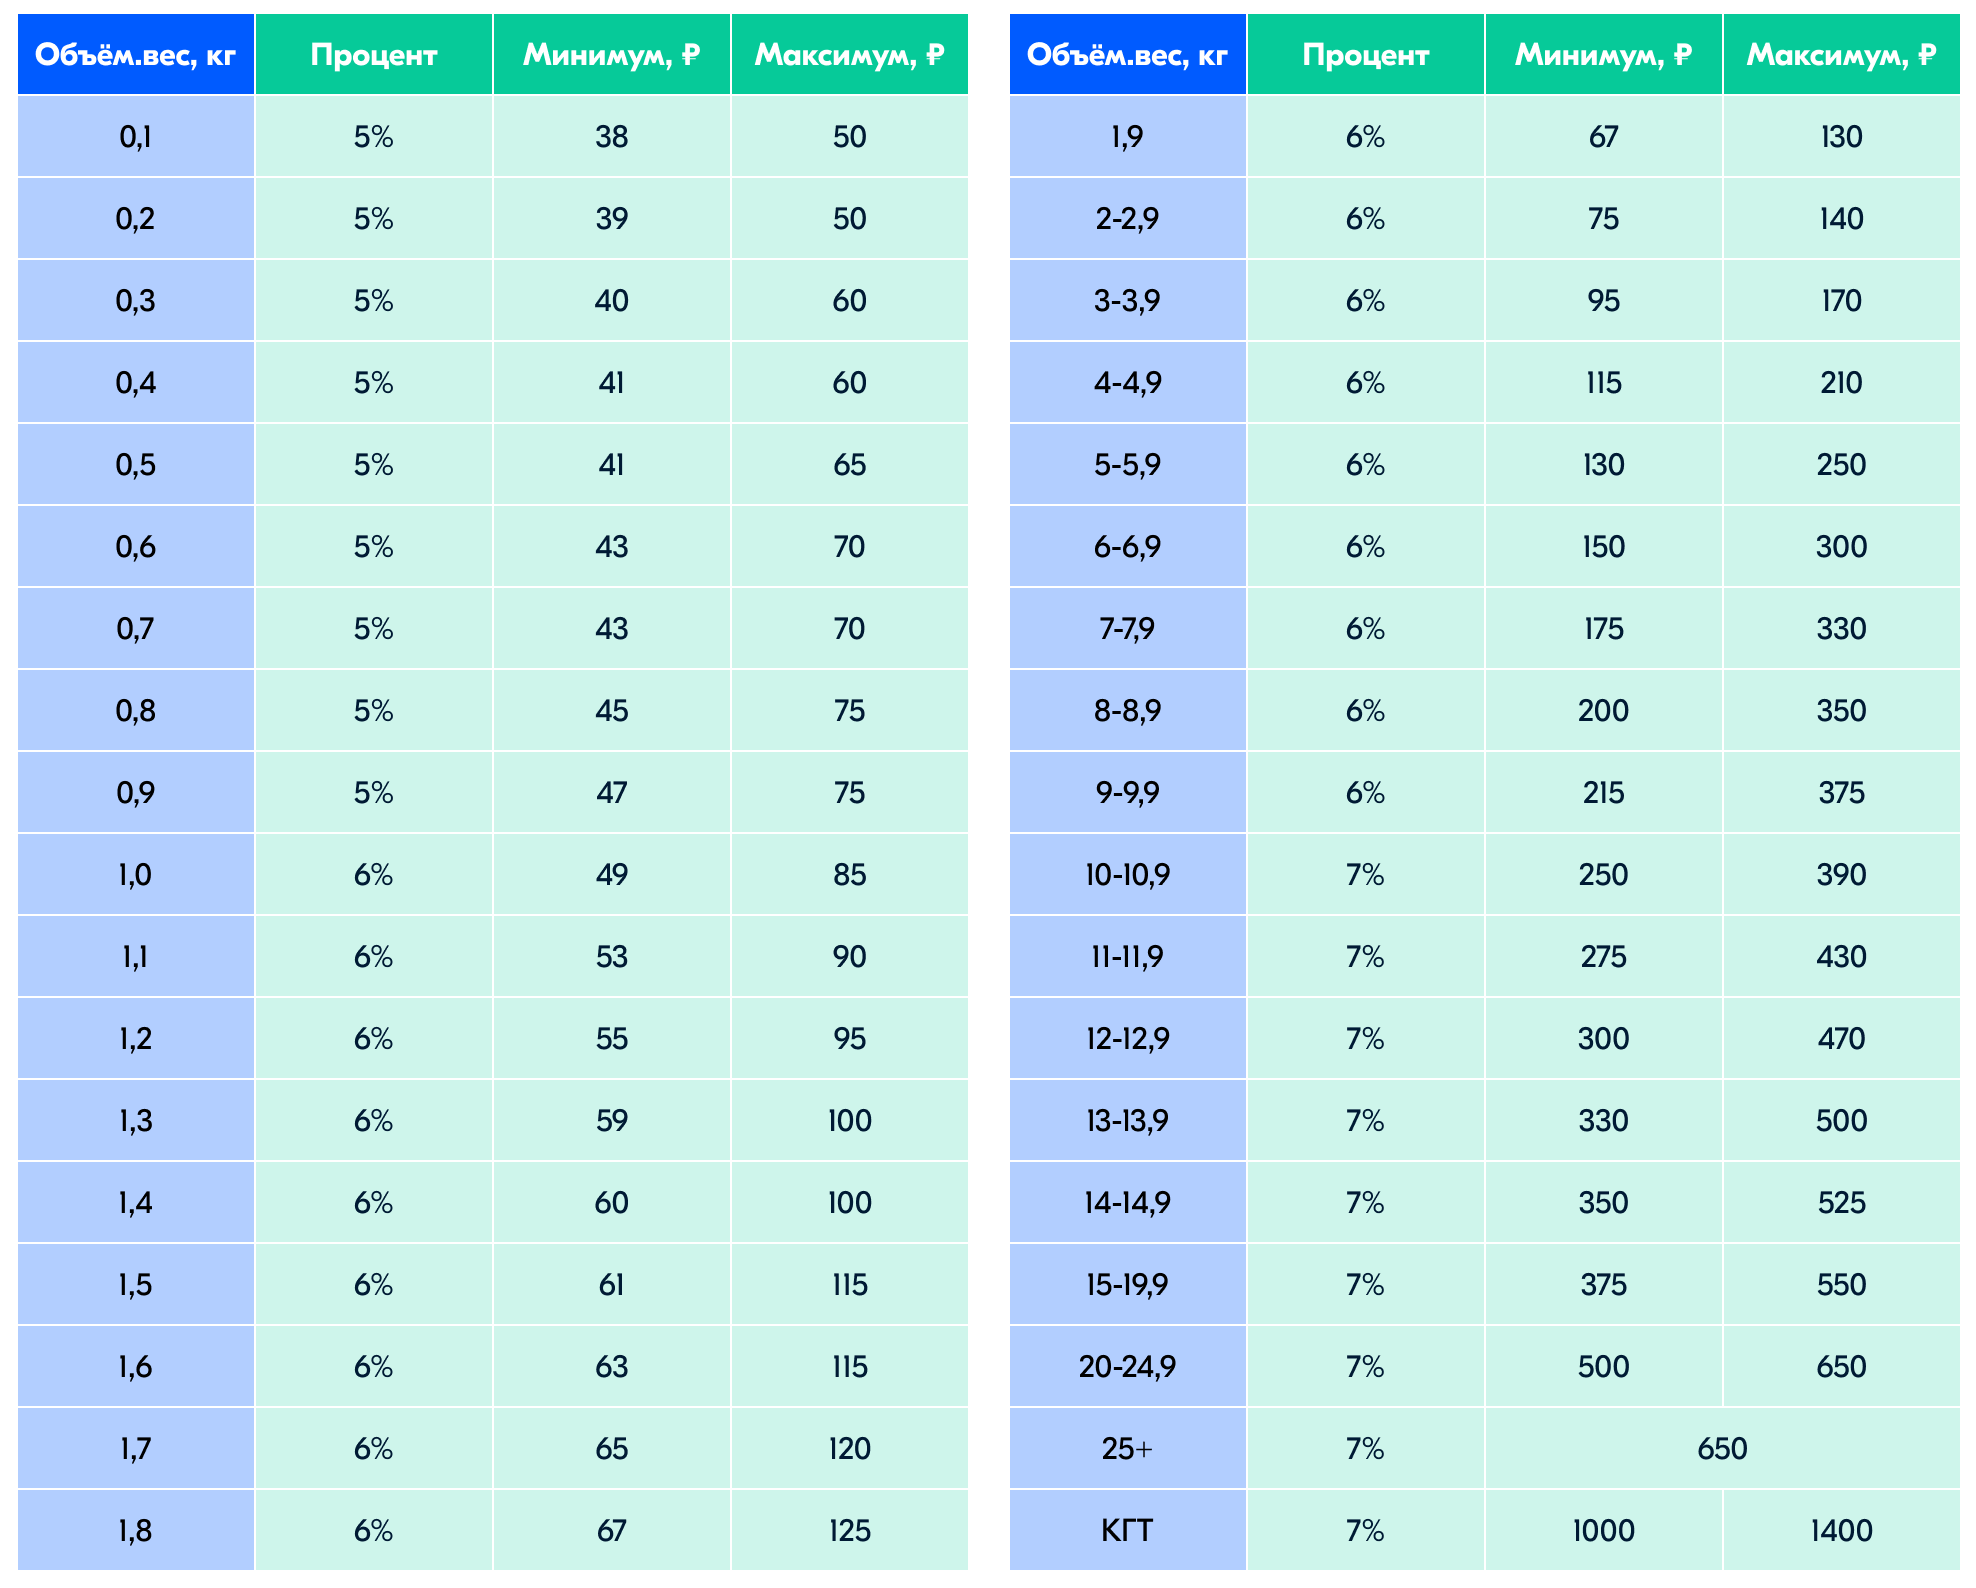 Объём.вес, кг Процент Минимум, ₽ Максимум, ₽
0,1 5% 38 50
0,2 5% 39 50
0,3 5% 40 60
0,4 5% 41 60
0,5 5% 41 65
0,6 5% 43 70
0,7 5% 43 70
0,8 5% 45 75
0,9 5% 47 75
1,0 6% 49 85
1,1 6% 53 90
1,2 6% 55 95
1,3 6% 59 100
1,4 6% 60 100
1,5 6% 61 115
1,6 6% 63 115
1,7 6% 65 120
1,8 6% 67 125
Объём.вес, кг Процент Минимум, ₽ Максимум, ₽
1,9 6% 67 130
2-2,9 6% 75 140
3-3,9 6% 95 170
4-4,9 6% 115 210
5-5,9 6% 130 250
6-6,9 6% 150 300
7-7,9 6% 175 330
8-8,9 6% 200 350
9-9,9 6% 215 375
10-10,9 7% 250 390
11-11,9 7% 275 430
12-12,9 7% 300 470
13-13,9 7% 330 500
14-14,9 7% 350 525
15-19,9 7% 375 550
20-24,9 7% 500 650
25+ 7% 650
КГТ 7% 1000 1400